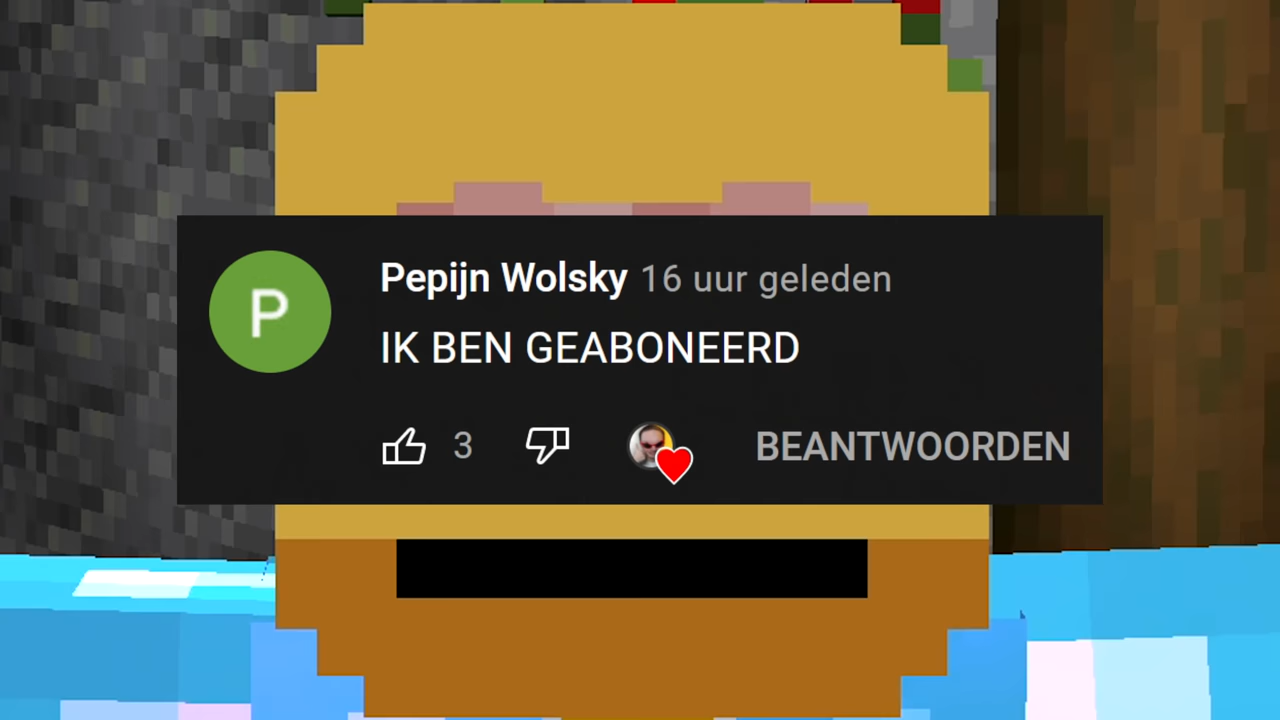 P
Pepijn Wolsky 16 uur geleden
IK BEN GEABONEERD
3
BEANTWOORDEN